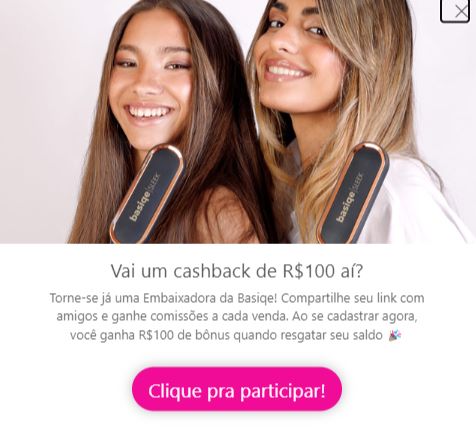 basiqe SLEEK
basiqe SLEEK
Vai um cashback de R$100 aí?
Torne-se já uma Embaixadora da Basiqe! Compartilhe seu link com
amigos e ganhe comissões a cada venda. Ao se cadastrar agora,
você ganha R$100 de bônus quando resgatar seu saldo 🎉
Clique pra participar!